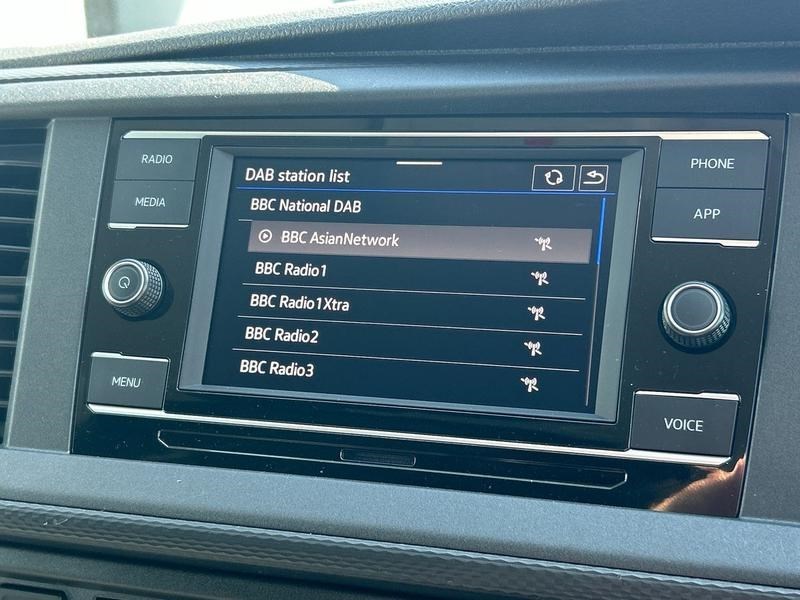 RADIO
MEDIA
MENU
DAB station list
BBC National DAB
BBC AsianNetwork
BBC Radio1
BBC Radio1Xtra
BBC Radio2
BBC Radio3
PHONE
APP
VOICE